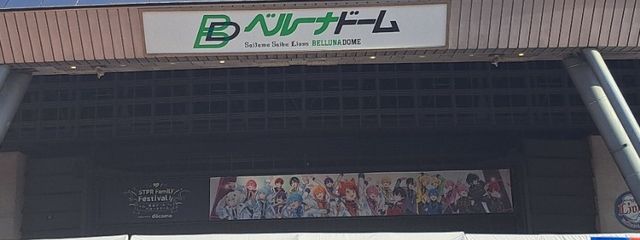 ベルーナドーム
Saitama Seibu Lions BELLUNADOME
STPR Family
Festival
docomo